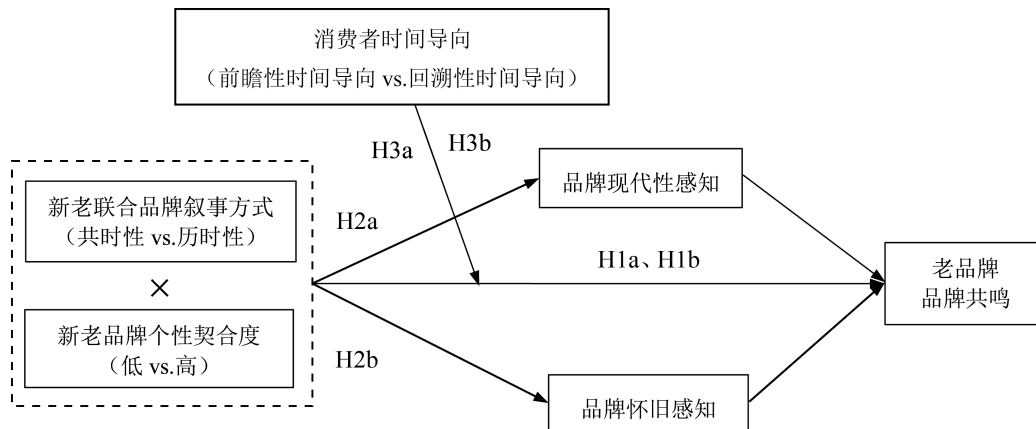 消费者时间导向
（前瞻性时间导向 vs.回溯性时间导向）
H3a
H3b
新老联合品牌叙事方式
（共时性 vs.历时性）
×
新老品牌个性契合度
（低 vs.高）
H2a
品牌现代性感知
H1a、H1b
老品牌
品牌共鸣
H2b
品牌怀旧感知